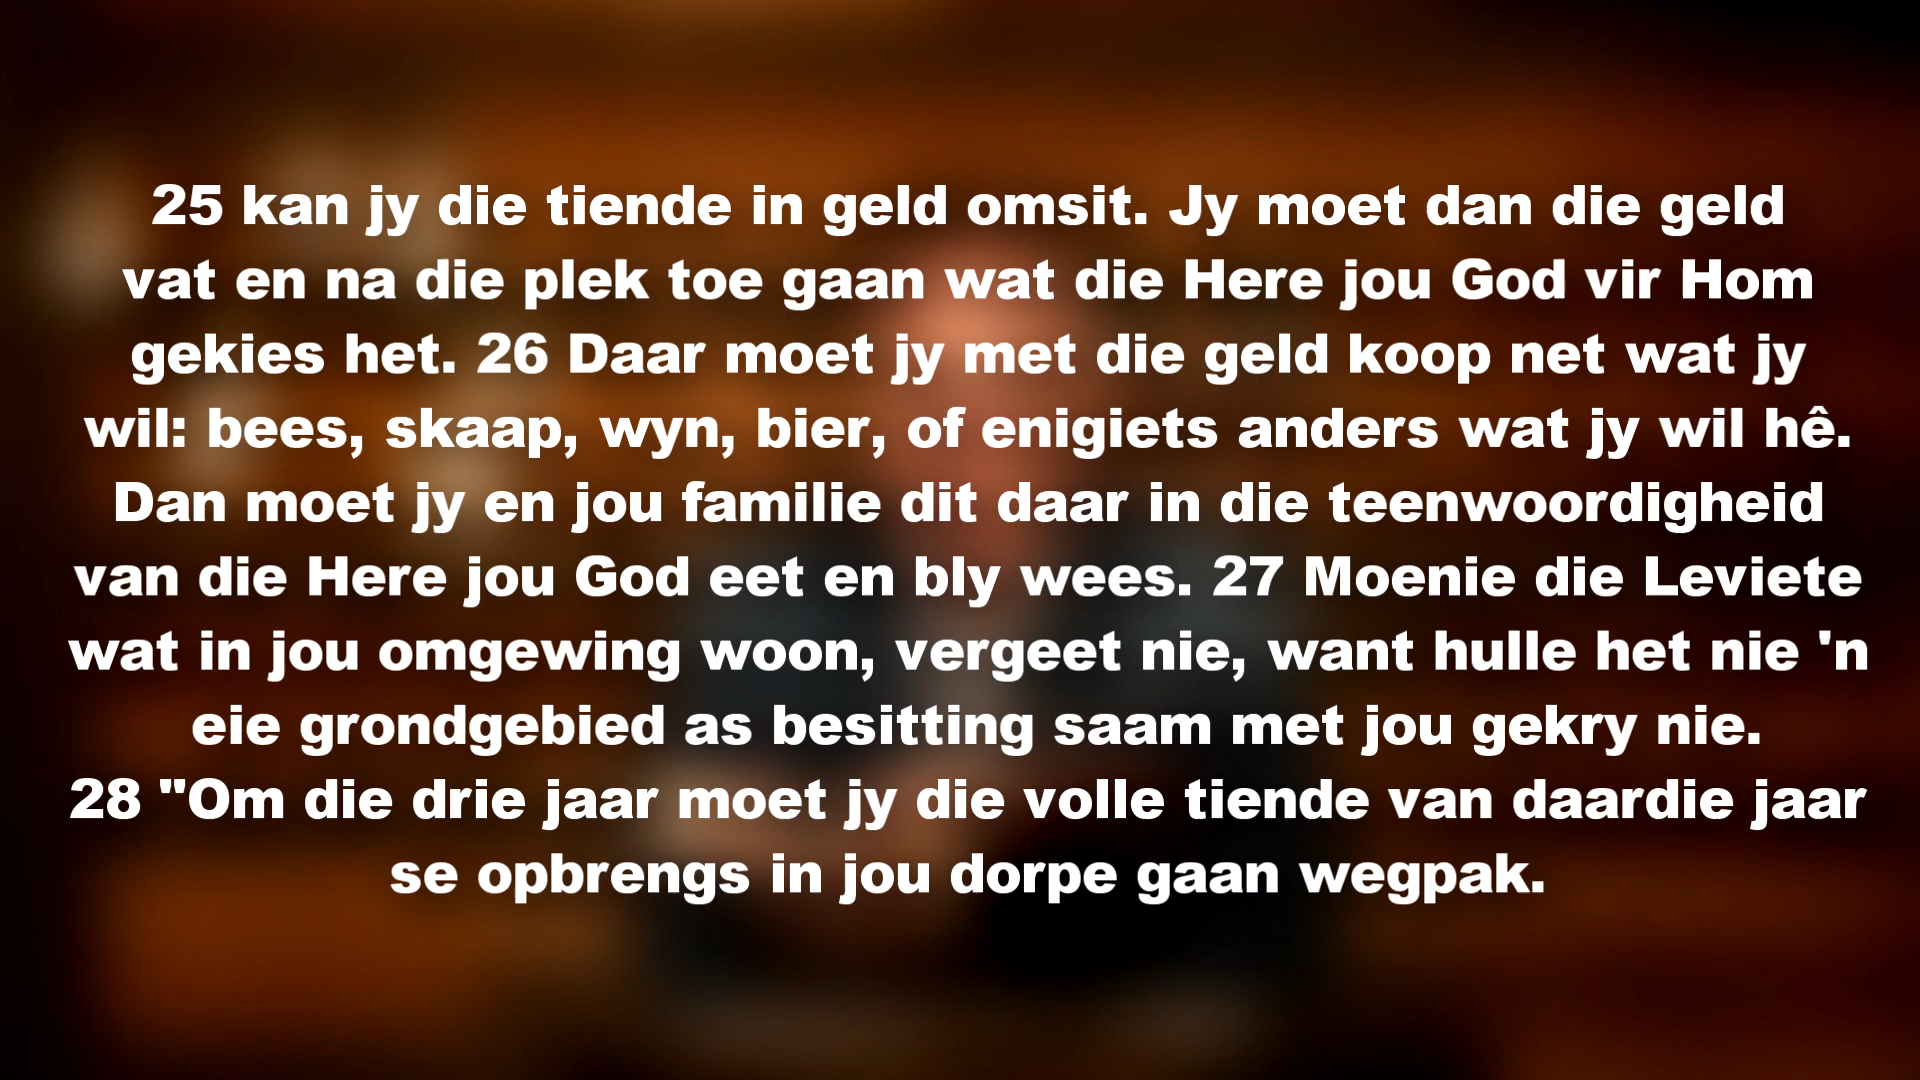 25 kan jy die tiende in geld omsit. Jy moet dan die geld
vat en na die plek toe gaan wat die Here jou God vir Hom
gekies het. 26 Daar moet jy met die geld koop net wat jy
wil: bees, skaap, wyn, bier, of enigiets anders wat jy wil hê.
Dan moet jy en jou familie dit daar in die teenwoordigheid
van die Here jou God eet en bly wees. 27 Moenie die Leviete
wat in jou omgewing woon, vergeet nie, want hulle het nie 'n
eie grondgebied as besitting saam met jou gekry nie.
28 "Om die drie jaar moet jy die volle tiende van daardie jaar
se opbrengs in jou dorpe gaan wegpak.